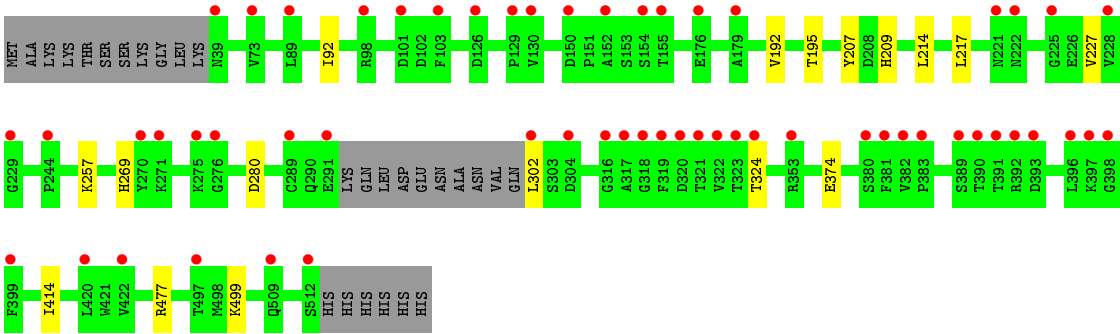 MET ALA LYS LYS THR SER SER LYS GLY LEU LYS N39 V73 L89 I92 R98 D101 D102 F103 D126 P129 V130 D150 P151 A152 S153 S154 T155 E176 A179 V192 T195 Y207 D208 H209 L214 L217 N221 N222 G225 E226 V227 V228
G229 P244 K257 H269 Y270 K271 K275 G276 D280 C289 Q290 E291 LYS GLN LEU ASP GLU ASN ALA ASN VAL GLN L302 S303 D304 G316 A317 G318 F319 D320 T321 V322 T323 T324 R353 E374 S380 F381 V382 P383 S389 T390 T391 R392 D393 L396 K397 G398
F399 I414 L420 W421 V422 R477 T497 M498 K499 Q509 S512 HIS HIS HIS HIS HIS HIS